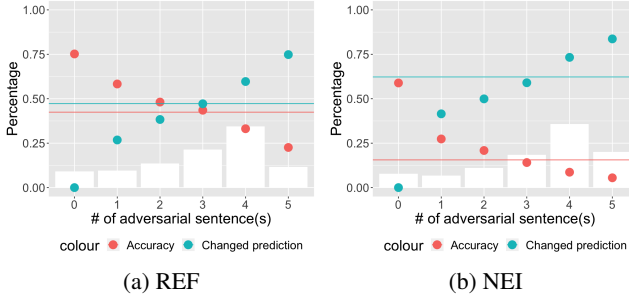 1.00
0.75
0.50
0.25
0.00
Percentage
0 1 2 3 4 5
# of adversarial sentence(s)
colour Accuracy Changed prediction
(a) REF
1.00
0.75
0.50
0.25
0.00
Percentage
0 1 2 3 4 5
# of adversarial sentence(s)
colour Accuracy Changed prediction
(b) NEI